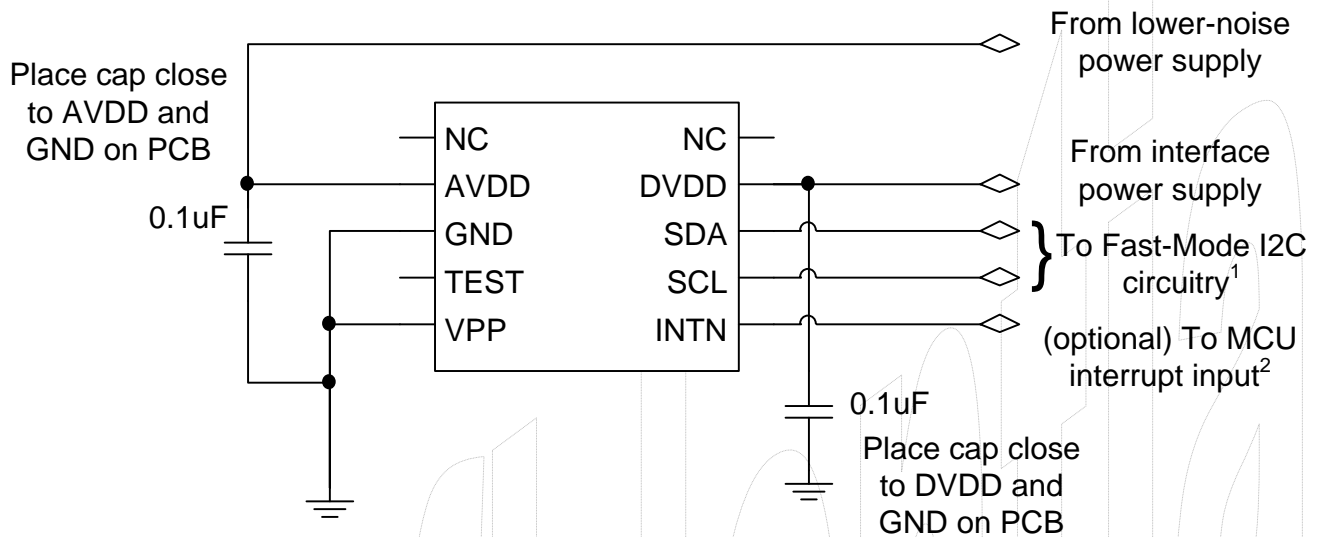 From lower-noise
power supply
Place cap close
to AVDD and
GND on PCB
NC
NC
AVDD
DVDD
From interface
power supply
0.1uF
GND
SDA
To Fast-Mode I2C
circuitry1
TEST
SCL
VPP
INTN
(optional) To MCU
interrupt input2
0.1uF
Place cap close
to DVDD and
GND on PCB